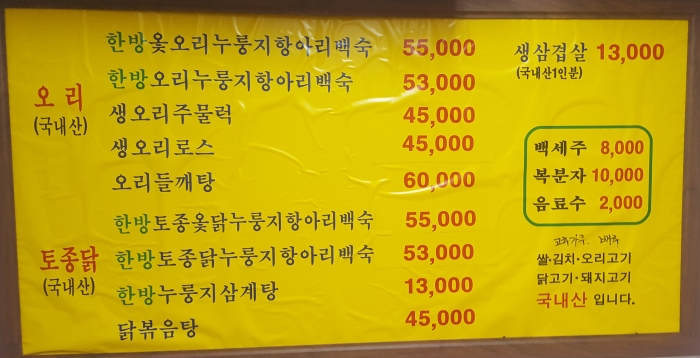 오리
(국내산)
한방옻오리누룽지항아리백숙 55,000
한방오리누룽지항아리백숙 53,000
생오리주물럭 45,000
생오리로스 45,000
오리들깨탕 60,000
토종닭
(국내산)
한방토종옻닭누룽지항아리백숙 55,000
한방토종닭누룽지항아리백숙 53,000
한방누룽지삼계탕 13,000
닭볶음탕 45,000
생삼겹살 13,000
(국내산1인분)
백세주 8,000
복분자 10,000
음료수 2,000
고추가루. 배추
쌀·김치·오리고기
닭고기·돼지고기
국내산 입니다.